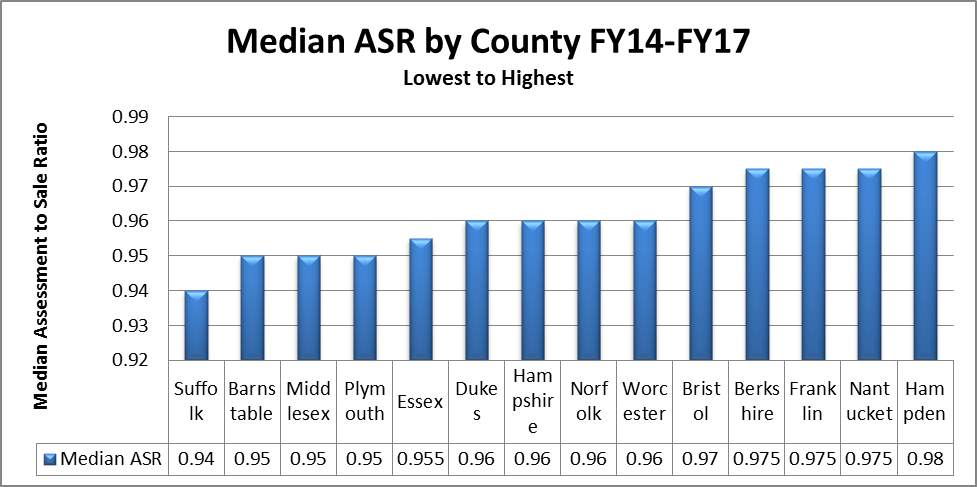 Median ASR by County FY14-FY17
Lowest to Highest
Median Assessment to Sale Ratio
0.99
0.98
0.97
0.96
0.95
0.94
0.93
0.92
Suffo
lk
Barns
table
Midd
lesex
Plym
outh
Essex
Duke
s
Ham
pshir
e
Norf
olk
Worc
ester
Brist
ol
Berks
hire
Frank
lin
Nant
ucket
Ham
pden
Median ASR 0.94 0.95 0.95 0.95 0.955 0.96 0.96 0.96 0.96 0.97 0.975 0.975 0.975 0.98